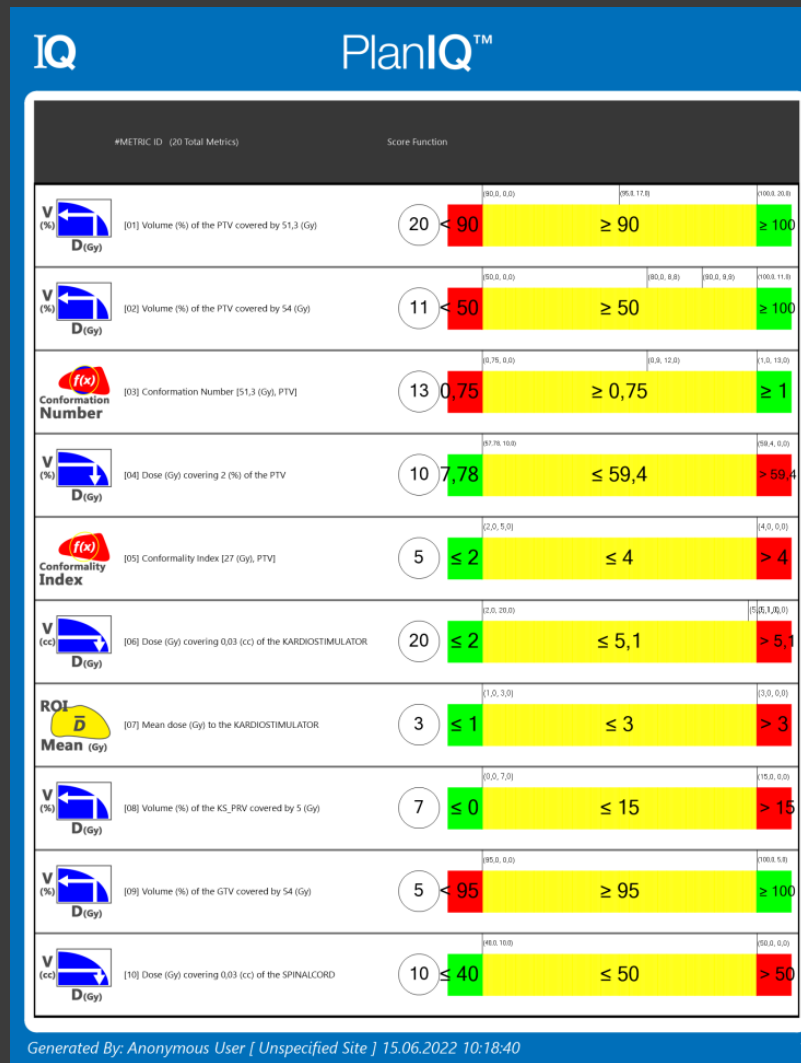 IQ PlanIQ™
#METRIC ID (20 Total Metrics) Score Function
V (%) D(Gy) [01] Volume (%) of the PTV covered by 51,3 (Gy) 20 < 90 (90,0, 0,0) ≥ 90 (95,0, 17,0) (100,0, 20,0) ≥ 100
V (%) D(Gy) [02] Volume (%) of the PTV covered by 54 (Gy) 11 < 50 (50,0, 0,0) ≥ 50 (80,0, 8,8) (90,0, 9,9) (100,0, 11,0) ≥ 100
f(x) Conformation Number [03] Conformation Number [51,3 (Gy), PTV] 13 0,75 (0,75, 0,0) ≥ 0,75 (0,9, 12,0) (1,0, 13,0) ≥ 1
V (%) D(Gy) [04] Dose (Gy) covering 2 (%) of the PTV 10 7,78 (57,78, 10,0) ≤ 59,4 (59,4, 0,0) > 59,4
f(x) Conformality Index [05] Conformality Index [27 (Gy), PTV] 5 ≤ 2 (2,0, 5,0) ≤ 4 (4,0, 0,0) > 4
V (cc) D(Gy) [06] Dose (Gy) covering 0,03 (cc) of the KARDIOSTIMULATOR 20 ≤ 2 (2,0, 20,0) ≤ 5,1 > 5,1
ROI D̅ Mean (Gy) [07] Mean dose (Gy) to the KARDIOSTIMULATOR 3 ≤ 1 (1,0, 3,0) ≤ 3 (3,0, 0,0) > 3
V (%) D(Gy) [08] Volume (%) of the KS_PRV covered by 5 (Gy) 7 ≤ 0 (0,0, 7,0) ≤ 15 (15,0, 0,0) > 15
V (%) D(Gy) [09] Volume (%) of the GTV covered by 54 (Gy) 5 < 95 (95,0, 0,0) ≥ 95 (100,0, 5,0) ≥ 100
V (cc) D(Gy) [10] Dose (Gy) covering 0,03 (cc) of the SPINALCORD 10 ≤ 40 (40,0, 10,0) ≤ 50 (50,0, 0,0) > 50
Generated By: Anonymous User [ Unspecified Site ] 15.06.2022 10:18:40